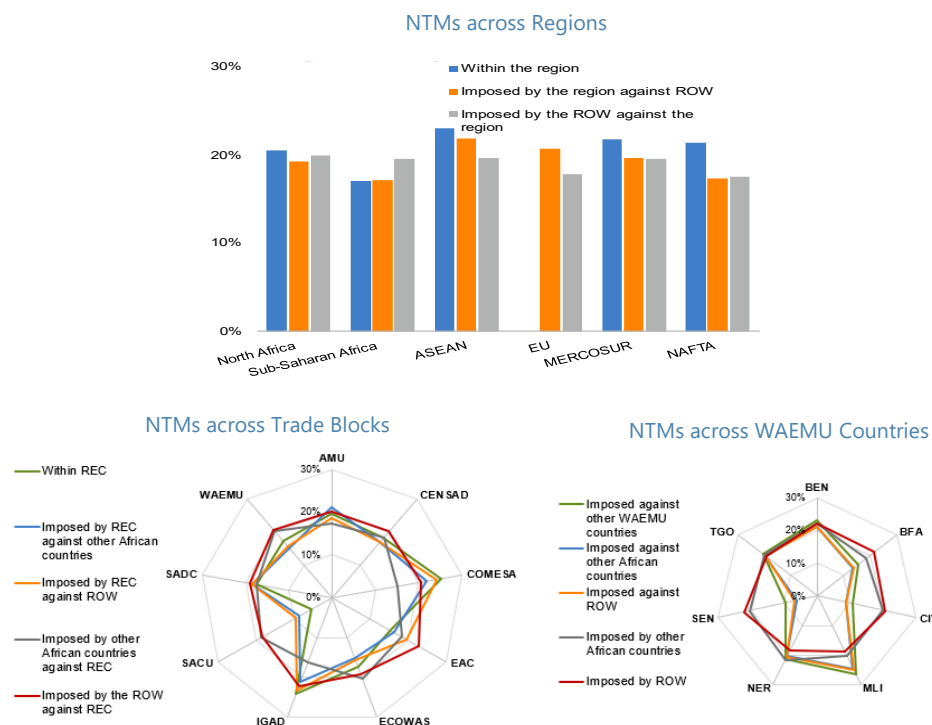 NTMs across Regions
30%
20%
10%
0%
Within the region
Imposed by the region against ROW
Imposed by the ROW against the
region
North Africa
Sub-Saharan Africa
ASEAN
EU
MERCOSUR
NAFTA
NTMs across Trade Blocks
Within REC
Imposed by REC
against other African
countries
Imposed by REC
against ROW
Imposed by other
African countries
against REC
Imposed by the ROW
against REC
AMU
30%
20%
10%
0%
CENSAD
COMESA
EAC
ECOWAS
IGAD
SACU
SADC
WAEMU
NTMs across WAEMU Countries
Imposed against
other WAEMU
countries
Imposed against
other African
countries
Imposed against
ROW
Imposed by other
African countries
Imposed by ROW
BEN
30%
20%
10%
0%
BFA
MLI
NER
SEN
TGO